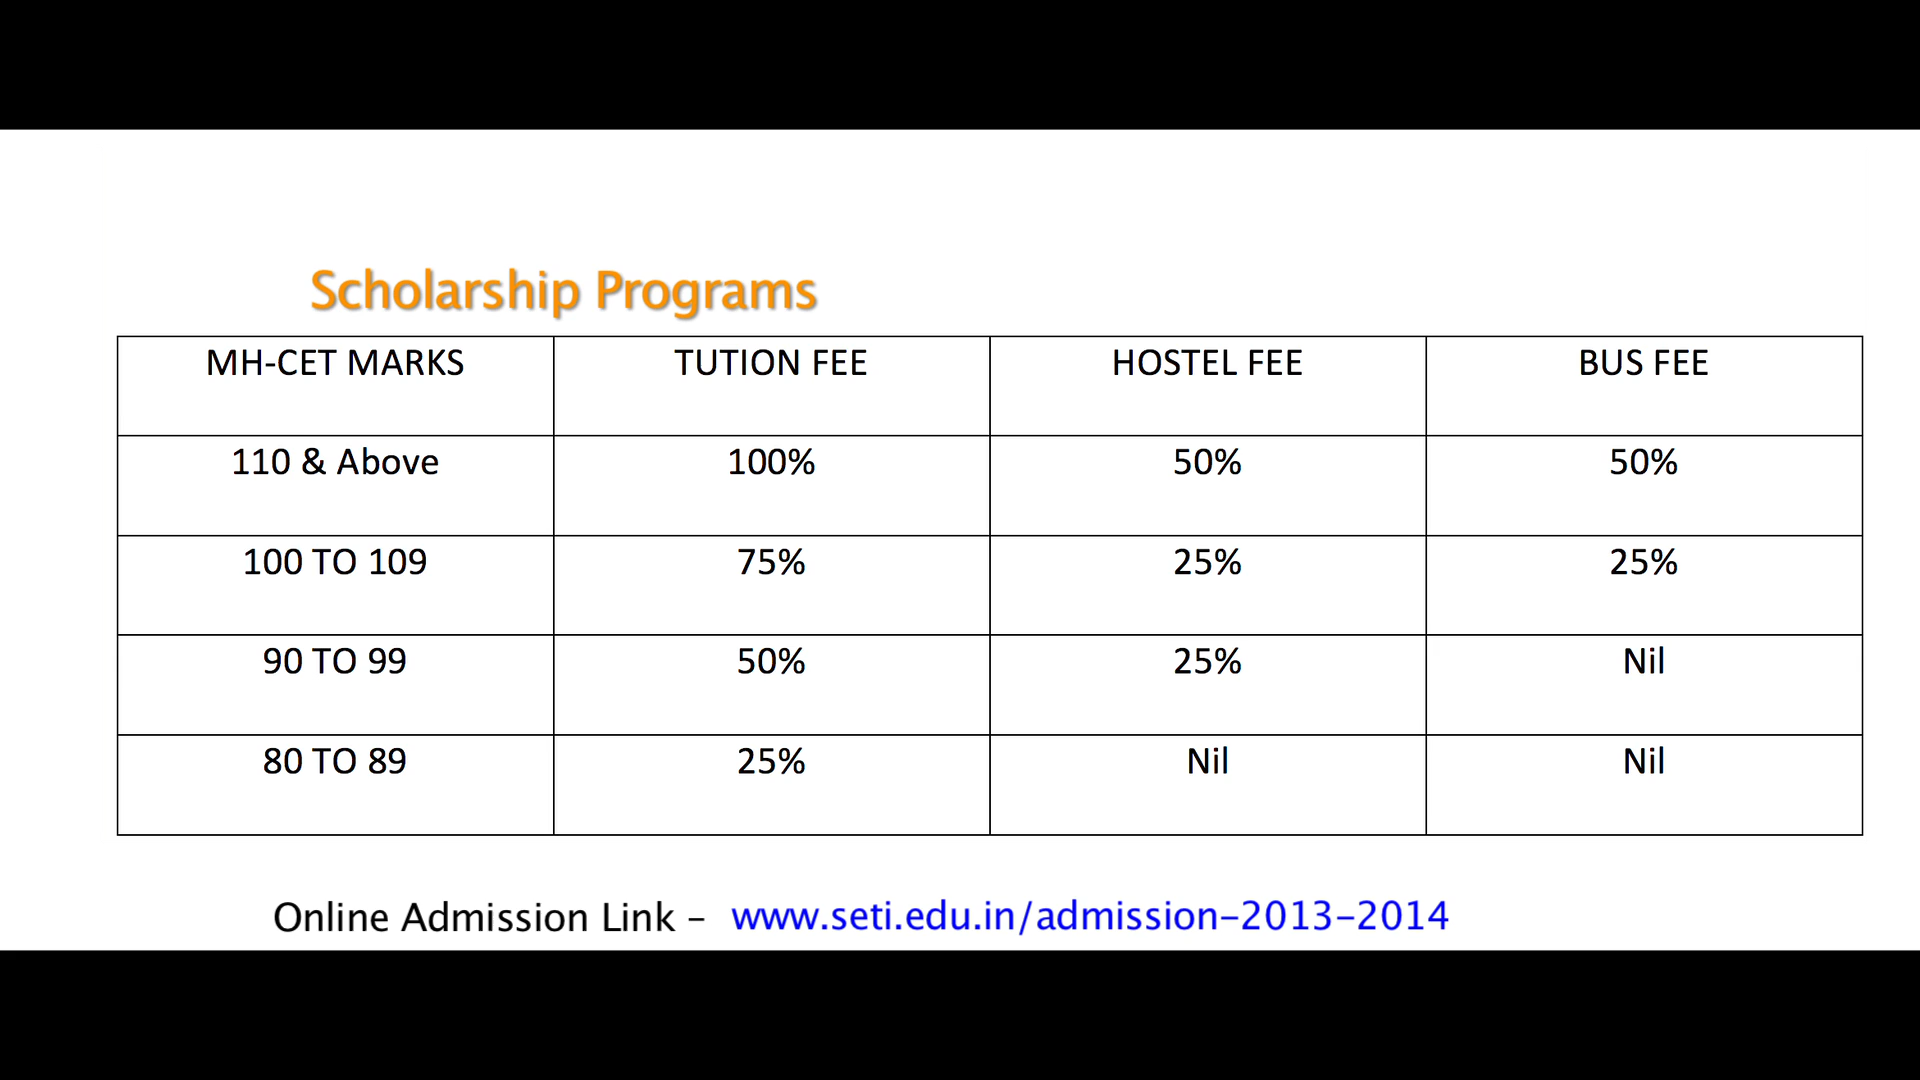 Scholarship Programs
MH-CET MARKS TUTION FEE HOSTEL FEE BUS FEE
110 & Above 100% 50% 50%
100 TO 109 75% 25% 25%
90 TO 99 50% 25% Nil
80 TO 89 25% Nil Nil
Online Admission Link - www.seti.edu.in/admission-2013-2014